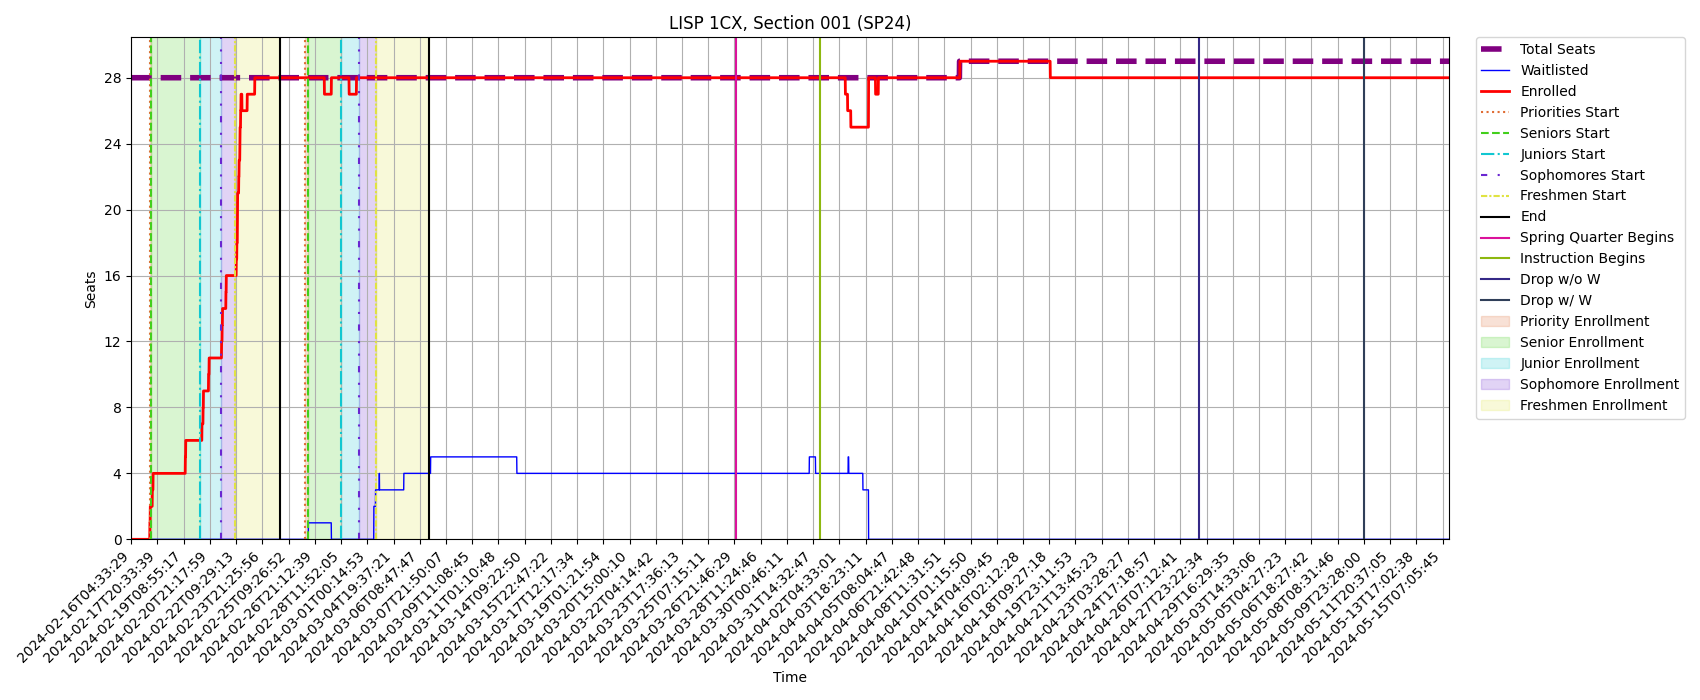 LISP 1CX, Section 001 (SP24)
Seats
28
24
20
16
12
8
4
0
2024-02-16T04:33:29
2024-02-17T20:33:39
2024-02-19T08:55:17
2024-02-20T21:17:59
2024-02-22T09:29:13
2024-02-23T21:25:56
2024-02-25T09:26:52
2024-02-26T21:12:39
2024-02-28T11:52:05
2024-03-01T00:14:53
2024-03-04T19:37:21
2024-03-06T08:47:47
2024-03-07T21:50:07
2024-03-09T11:08:45
2024-03-11T01:10:48
2024-03-14T09:22:50
2024-03-15T22:47:22
2024-03-17T12:17:34
2024-03-19T01:21:54
2024-03-20T15:00:10
2024-03-22T04:14:42
2024-03-23T17:36:13
2024-03-25T07:15:11
2024-03-26T21:46:29
2024-03-28T11:24:46
2024-03-30T00:46:11
2024-03-31T14:32:47
2024-04-02T04:33:01
2024-04-03T18:23:11
2024-04-05T08:04:47
2024-04-06T21:42:48
2024-04-08T11:31:51
2024-04-10T01:15:50
2024-04-14T04:09:45
2024-04-16T02:12:28
2024-04-18T09:27:18
2024-04-19T23:11:53
2024-04-21T13:45:23
2024-04-23T03:28:27
2024-04-24T17:18:57
2024-04-26T07:12:41
2024-04-27T23:22:34
2024-04-29T16:29:35
2024-05-03T14:33:06
2024-05-05T04:27:23
2024-05-06T18:27:42
2024-05-08T08:31:46
2024-05-09T23:28:00
2024-05-11T20:37:05
2024-05-13T17:02:38
2024-05-15T07:05:45
Time
Total Seats
Waitlisted
Enrolled
Priorities Start
Seniors Start
Juniors Start
Sophomores Start
Freshmen Start
End
Spring Quarter Begins
Instruction Begins
Drop w/o W
Drop w/ W
Priority Enrollment
Senior Enrollment
Junior Enrollment
Sophomore Enrollment
Freshmen Enrollment